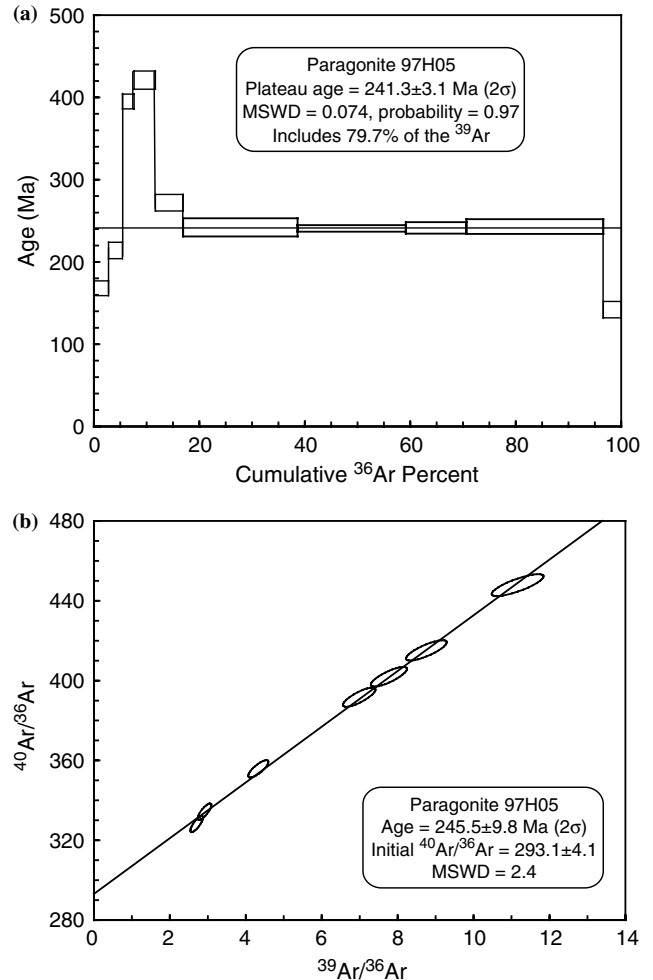 (a)
500
400
300
200
100
0
Age (Ma)
Paragonite 97H05
Plateau age = 241.3±3.1 Ma (2σ)
MSWD = 0.074, probability = 0.97
Includes 79.7% of the ³⁹Ar
0 20 40 60 80 100
Cumulative ³⁶Ar Percent
(b)
480
440
400
360
320
280
⁴⁰Ar/³⁶Ar
Paragonite 97H05
Age = 245.5±9.8 Ma (2σ)
Initial ⁴⁰Ar/³⁶Ar = 293.1±4.1
MSWD = 2.4
0 2 4 6 8 10 12 14
³⁹Ar/³⁶Ar